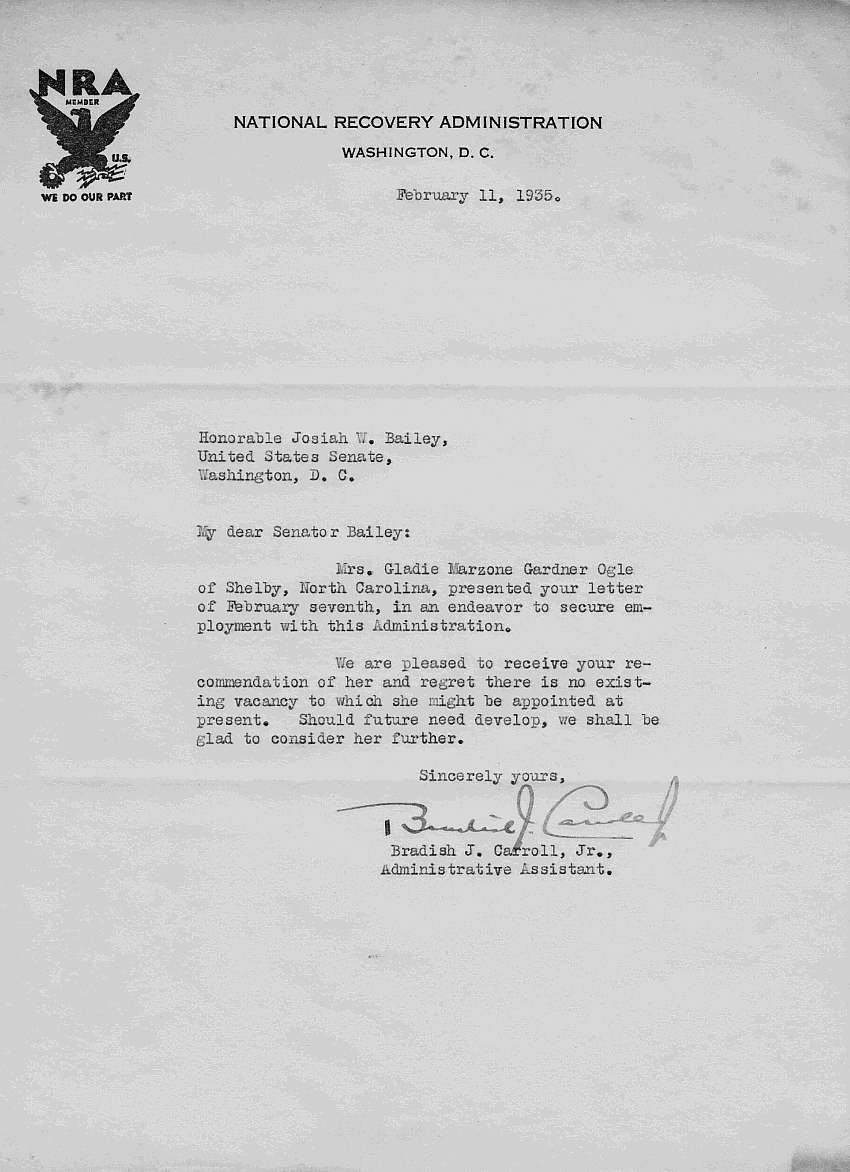 NRA
MEMBER
U.S.
WE DO OUR PART
NATIONAL RECOVERY ADMINISTRATION
WASHINGTON, D. C.
February 11, 1935.
Honorable Josiah W. Bailey,
United States Senate,
Washington, D. C.
My dear Senator Bailey:
Mrs. Gladie Marzone Gardner Ogle
of Shelby, North Carolina, presented your letter
of February seventh, in an endeavor to secure em-
ployment with this Administration.
We are pleased to receive your re-
commendation of her and regret there is no exist-
ing vacancy to which she might be appointed at
present. Should future need develop, we shall be
glad to consider her further.
Sincerely yours,
Bradish J. Carroll Jr
Bradish J. Carroll, Jr.,
Administrative Assistant.